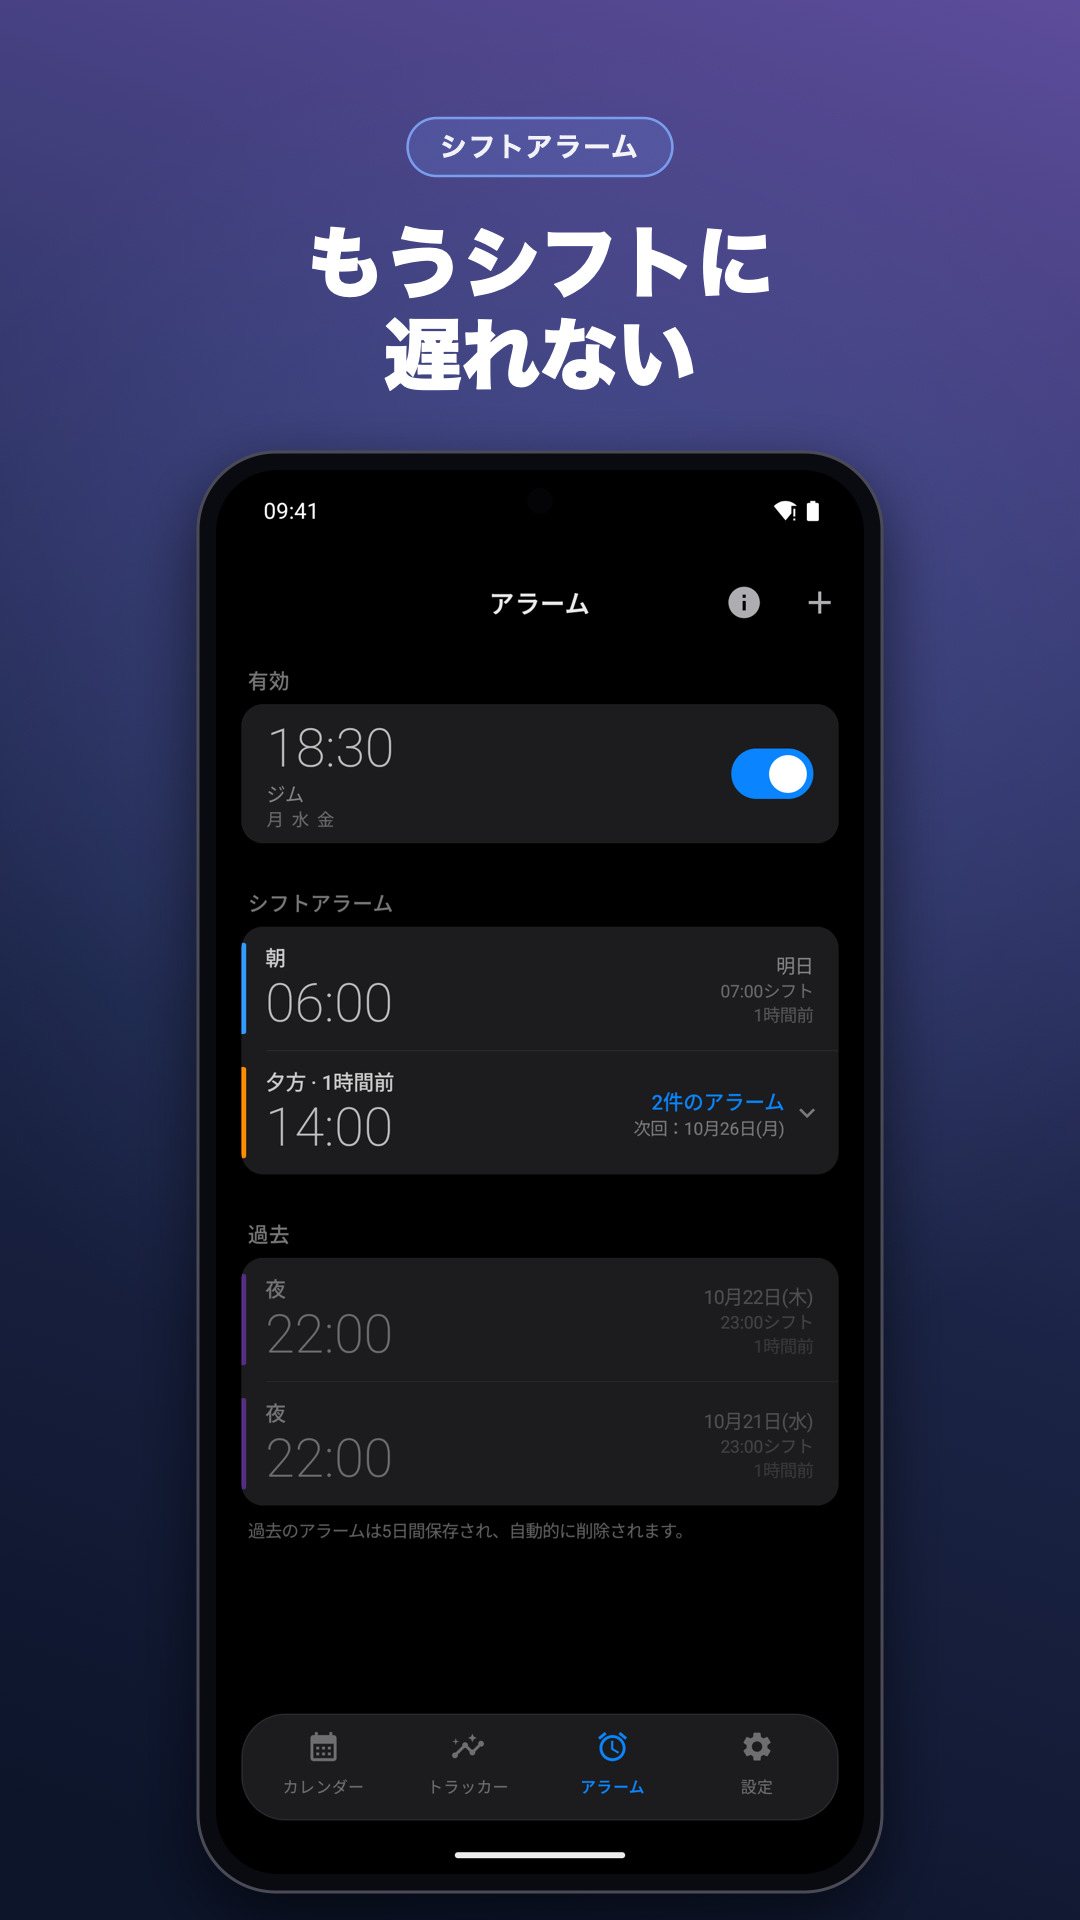 シフトアラーム
もうシフトに
遅れない
09:41
アラーム
有効
18:30
ジム
月 水 金
シフトアラーム
朝
06:00
明日
07:00シフト
1時間前
夕方 · 1時間前
14:00
2件のアラーム
次回：10月26日(月)
過去
夜
22:00
10月22日(木)
23:00シフト
1時間前
夜
22:00
10月21日(水)
23:00シフト
1時間前
過去のアラームは5日間保存され、自動的に削除されます。
カレンダー
トラッカー
アラーム
設定